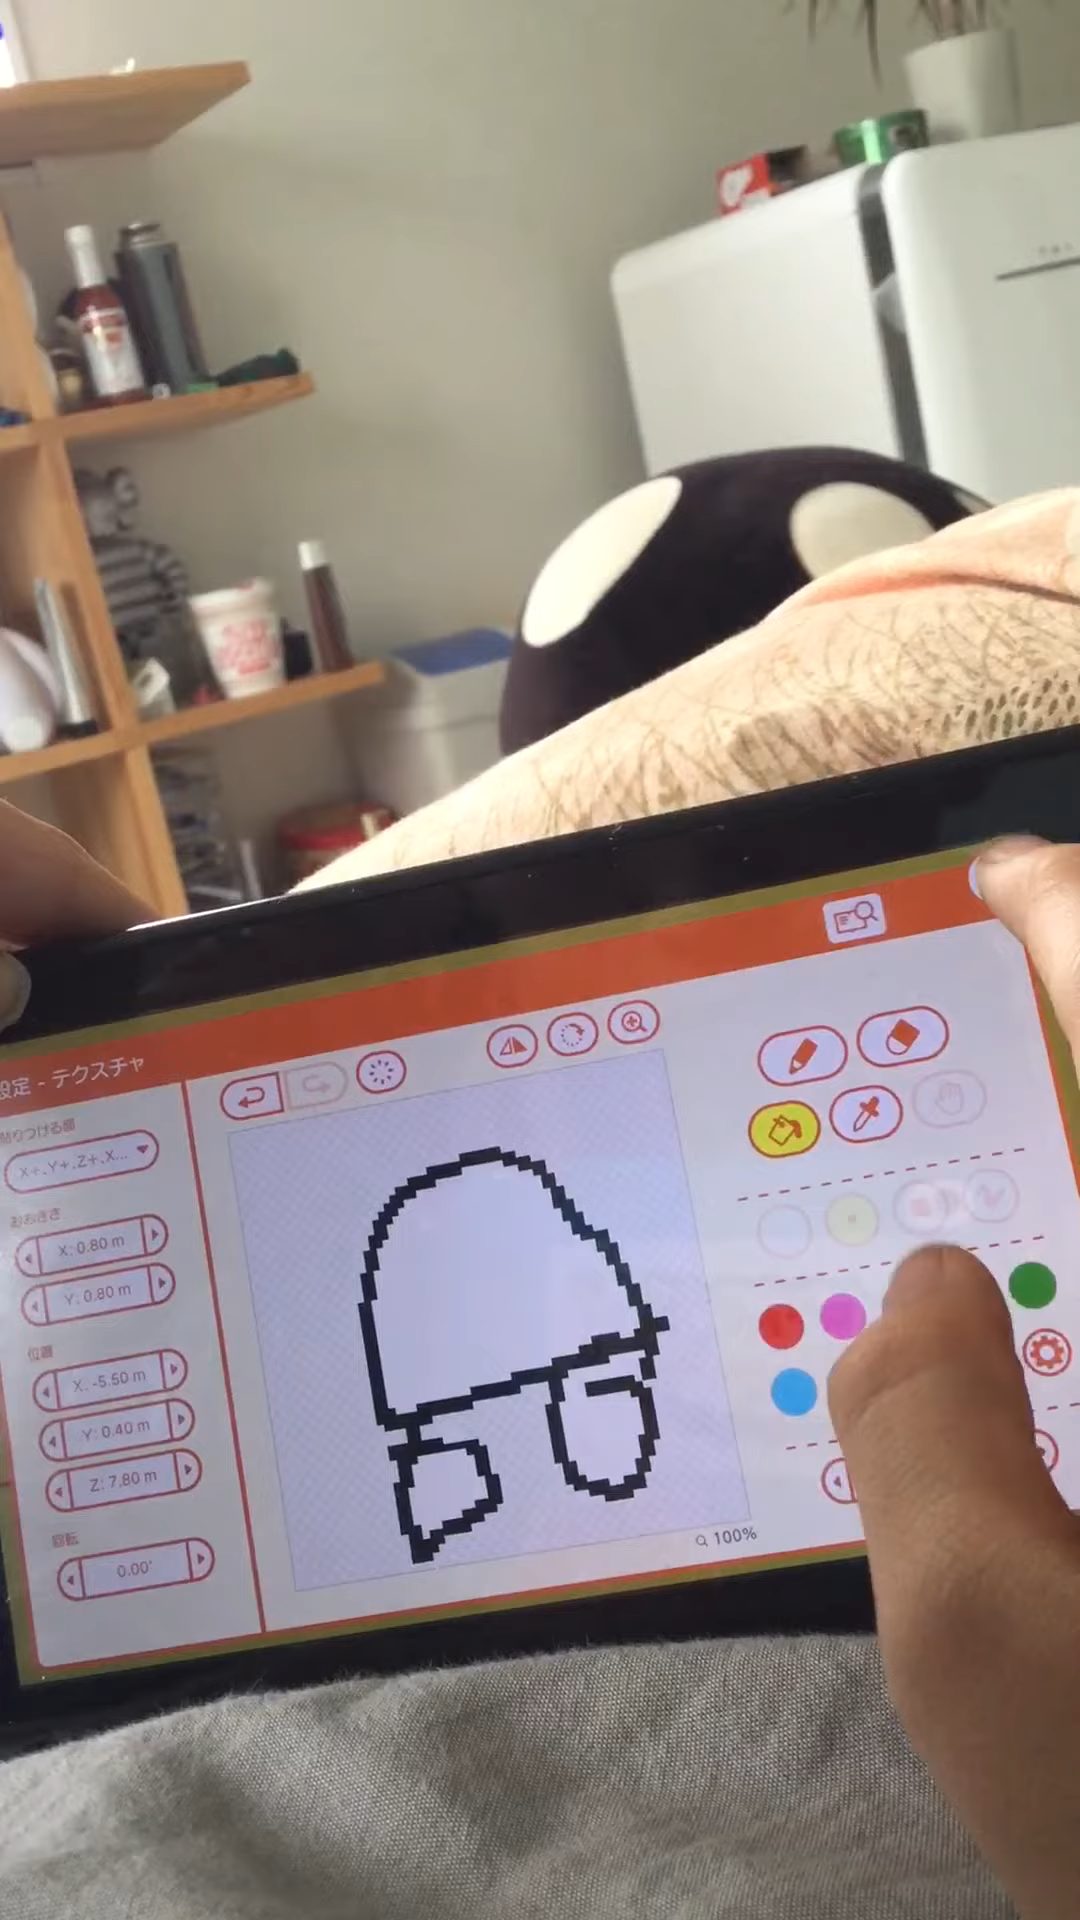 設定 - テクスチャ
貼りつける面
X+,Y+,Z+,X...
おおきさ
X: 0.80 m
Y: 0.80 m
位置
X: -5.50 m
Y: 0.40 m
Z: 7.80 m
回転
0.00°
100%